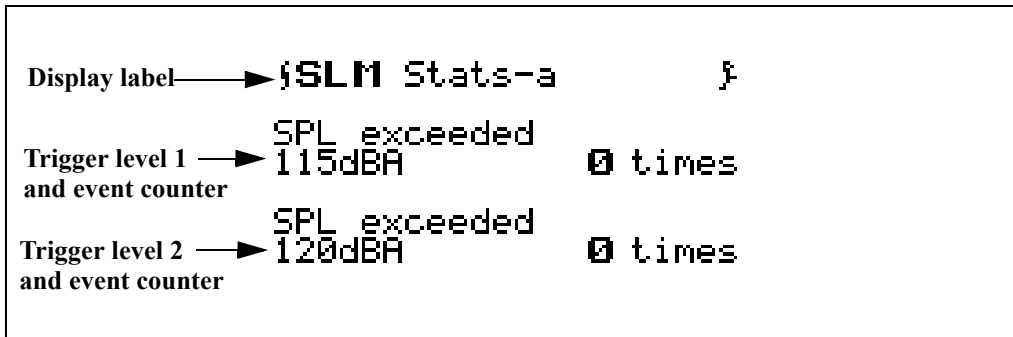 Display label
SLM Stats-a
SPL exceeded
Trigger level 1
and event counter
115dBA 0 times
SPL exceeded
Trigger level 2
and event counter
120dBA 0 times